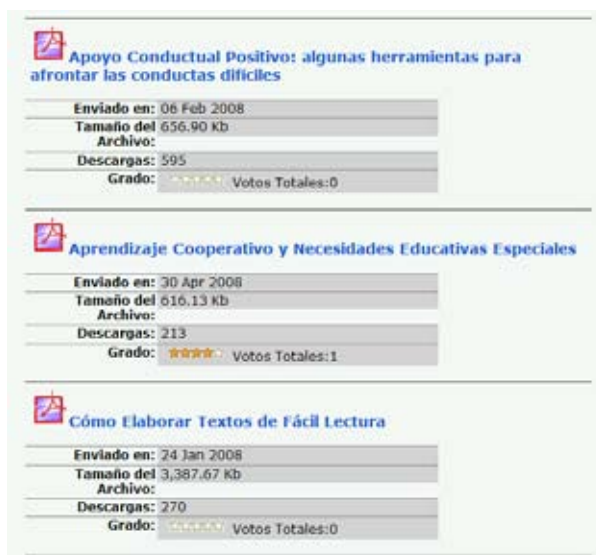 Apoyo Conductual Positivo: algunas herramientas para
afrontar las conductas dificiles
Enviado en: 06 Feb 2008
Tamaño del 656.90 Kb
Archivo:
Descargas: 595
Grado: Votos Totales:0
Aprendizaje Cooperativo y Necesidades Educativas Especiales
Enviado en: 30 Apr 2008
Tamaño del 616.13 Kb
Archivo:
Descargas: 213
Grado: Votos Totales:1
Cómo Elaborar Textos de Fácil Lectura
Enviado en: 24 Jan 2008
Tamaño del 3,387.67 Kb
Archivo:
Descargas: 270
Grado: Votos Totales:0